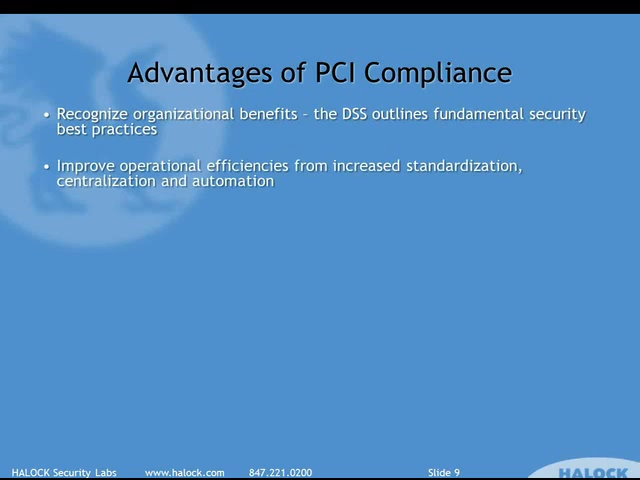 Advantages of PCI Compliance
• Recognize organizational benefits – the DSS outlines fundamental security
best practices
• Improve operational efficiencies from increased standardization,
centralization and automation
HALOCK Security Labs www.halock.com 847.221.0200 Slide 9
HALOCK